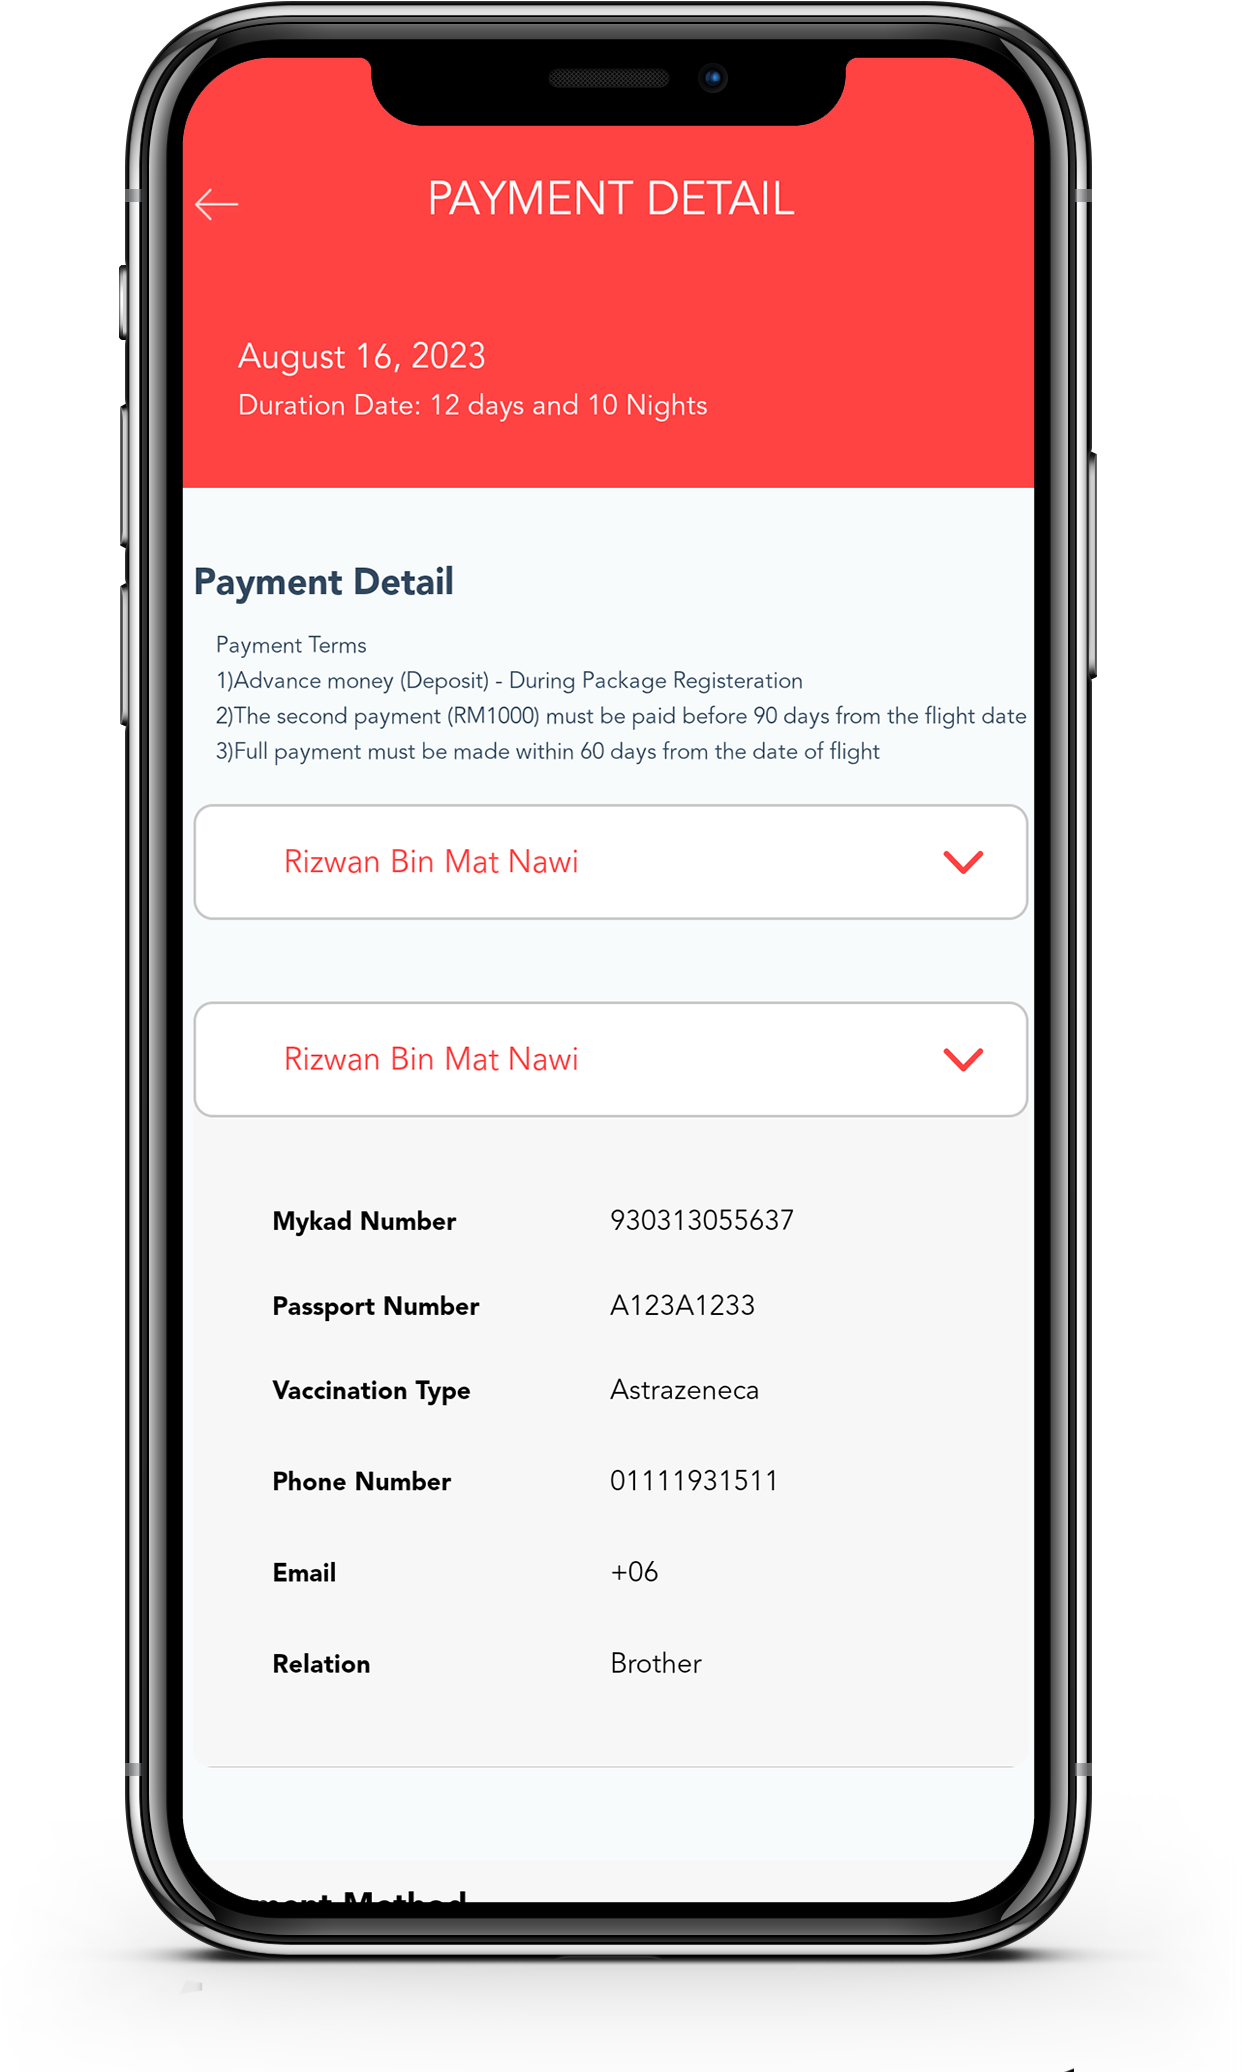 PAYMENT DETAIL
August 16, 2023
Duration Date: 12 days and 10 Nights
Payment Detail
Payment Terms
1)Advance money (Deposit) - During Package Registeration
2)The second payment (RM1000) must be paid before 90 days from the flight date
3)Full payment must be made within 60 days from the date of flight
Rizwan Bin Mat Nawi
Rizwan Bin Mat Nawi
Mykad Number 930313055637
Passport Number A123A1233
Vaccination Type Astrazeneca
Phone Number 01111931511
Email +06
Relation Brother
Method